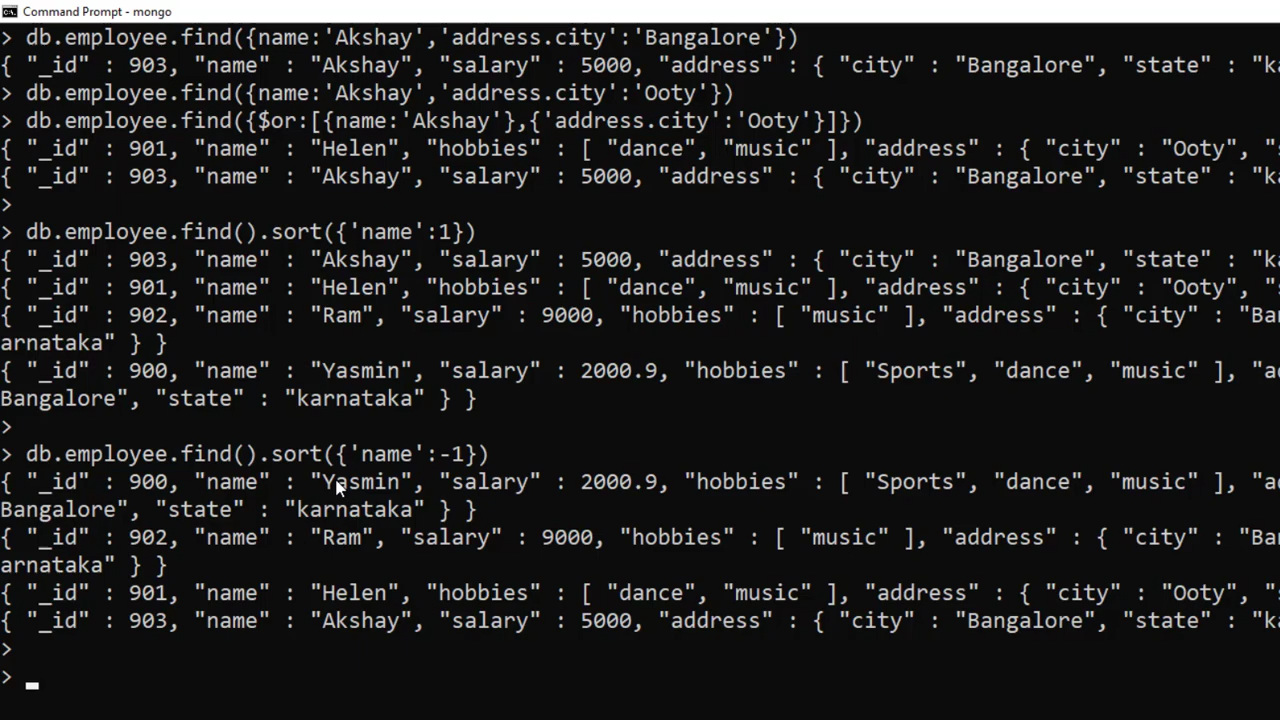 Command Prompt - mongo
> db.employee.find({name:'Akshay','address.city':'Bangalore'})
{ "_id" : 903, "name" : "Akshay", "salary" : 5000, "address" : { "city" : "Bangalore", "state" : "ka
> db.employee.find({name:'Akshay','address.city':'Ooty'})
> db.employee.find({$or:[{name:'Akshay'},{'address.city':'Ooty'}]})
{ "_id" : 901, "name" : "Helen", "hobbies" : [ "dance", "music" ], "address" : { "city" : "Ooty", "s
{ "_id" : 903, "name" : "Akshay", "salary" : 5000, "address" : { "city" : "Bangalore", "state" : "ka
>
> db.employee.find().sort({'name':1})
{ "_id" : 903, "name" : "Akshay", "salary" : 5000, "address" : { "city" : "Bangalore", "state" : "ka
{ "_id" : 901, "name" : "Helen", "hobbies" : [ "dance", "music" ], "address" : { "city" : "Ooty", "s
{ "_id" : 902, "name" : "Ram", "salary" : 9000, "hobbies" : [ "music" ], "address" : { "city" : "Ban
arnataka" } }
{ "_id" : 900, "name" : "Yasmin", "salary" : 2000.9, "hobbies" : [ "Sports", "dance", "music" ], "ad
Bangalore", "state" : "karnataka" } }
>
> db.employee.find().sort({'name':-1})
{ "_id" : 900, "name" : "Yasmin", "salary" : 2000.9, "hobbies" : [ "Sports", "dance", "music" ], "ad
Bangalore", "state" : "karnataka" } }
{ "_id" : 902, "name" : "Ram", "salary" : 9000, "hobbies" : [ "music" ], "address" : { "city" : "Ban
arnataka" } }
{ "_id" : 901, "name" : "Helen", "hobbies" : [ "dance", "music" ], "address" : { "city" : "Ooty", "s
{ "_id" : 903, "name" : "Akshay", "salary" : 5000, "address" : { "city" : "Bangalore", "state" : "ka
>
>